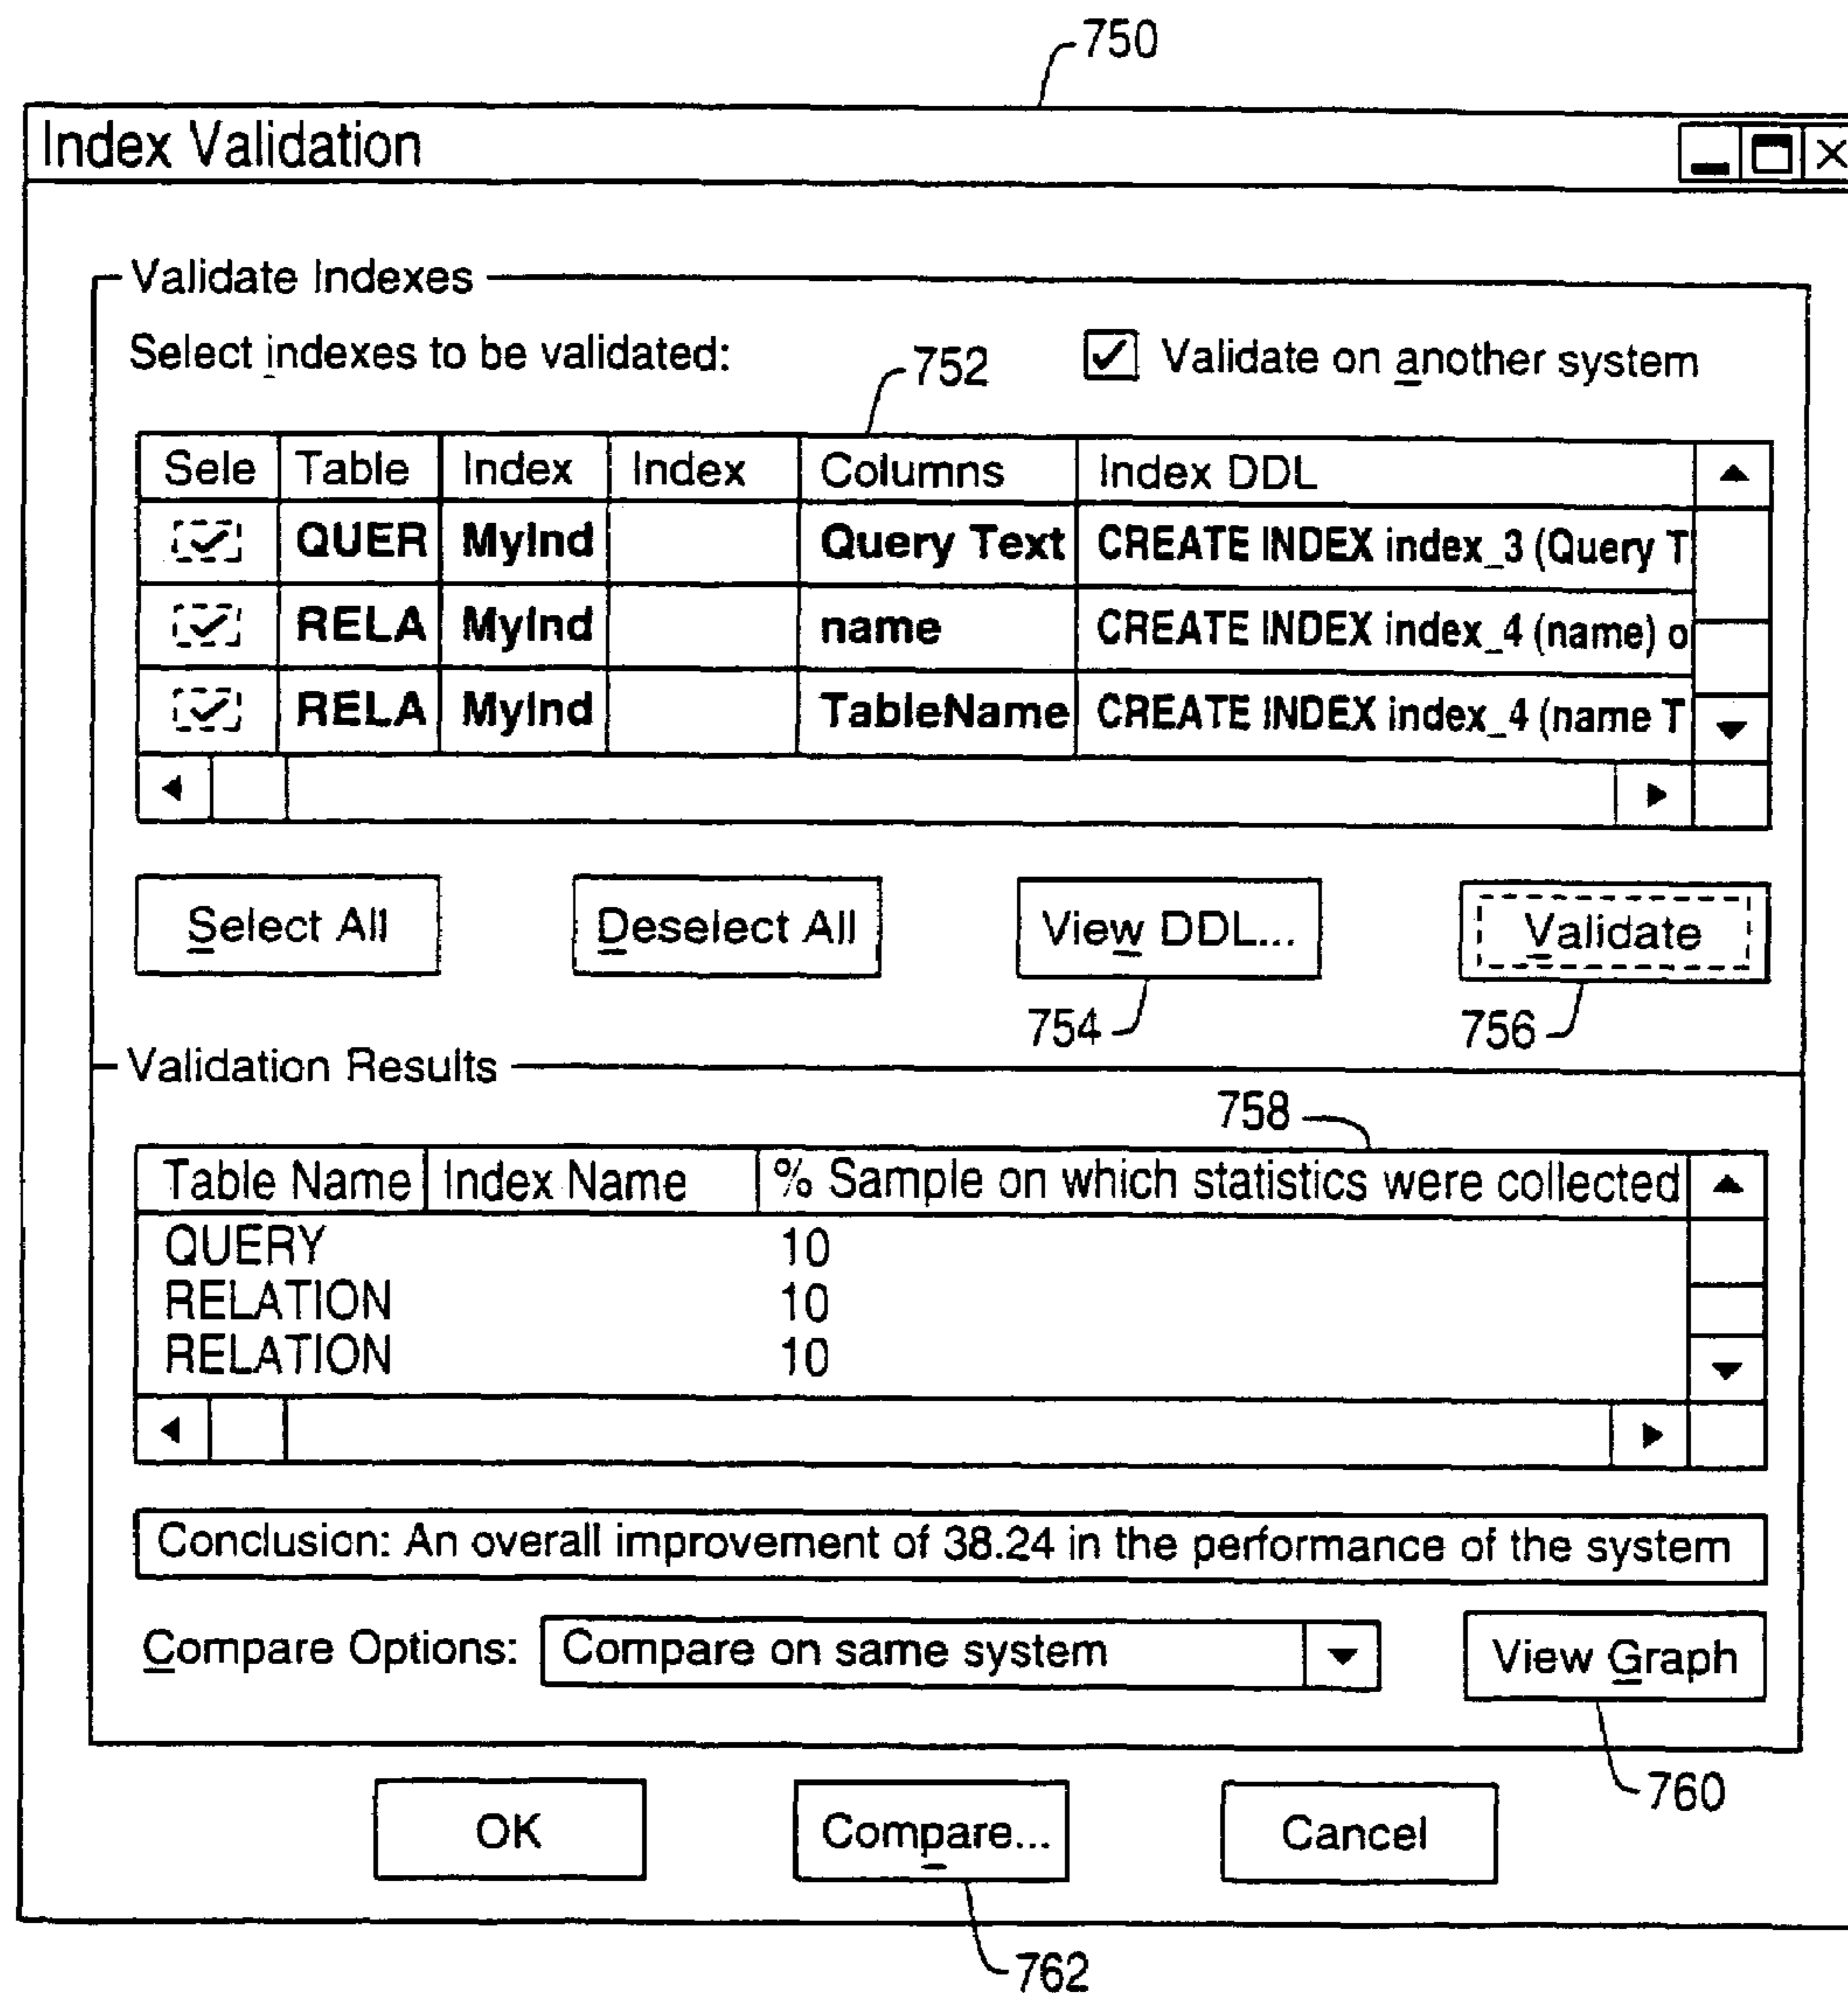 750
Index Validation
Validate Indexes
Select indexes to be validated:
Validate on another system
752
Sele Table Index Index Columns Index DDL
QUER MyInd Query Text CREATE INDEX index_3 (Query T
RELA MyInd name CREATE INDEX index_4 (name) o
RELA MyInd TableName CREATE INDEX index_4 (name T
Select All Deselect All View DDL... Validate
754 756
Validation Results
758
Table Name Index Name % Sample on which statistics were collected
QUERY 10
RELATION 10
RELATION 10
Conclusion: An overall improvement of 38.24 in the performance of the system
Compare Options: Compare on same system View Graph
760
OK Compare... Cancel
762